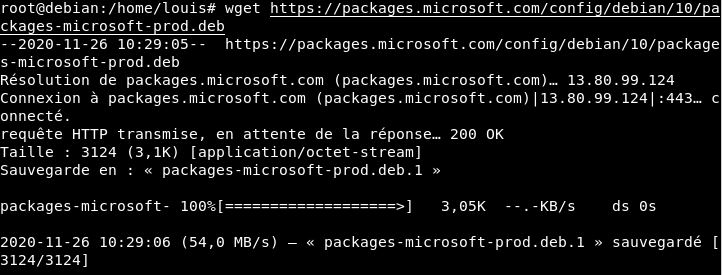 root@debian:/home/louis# wget https://packages.microsoft.com/config/debian/10/pa
ckages-microsoft-prod.deb
--2020-11-26 10:29:05--  https://packages.microsoft.com/config/debian/10/package
s-microsoft-prod.deb
Résolution de packages.microsoft.com (packages.microsoft.com)… 13.80.99.124
Connexion à packages.microsoft.com (packages.microsoft.com)|13.80.99.124|:443… c
onnecté.
requête HTTP transmise, en attente de la réponse… 200 OK
Taille : 3124 (3,1K) [application/octet-stream]
Sauvegarde en : « packages-microsoft-prod.deb.1 »
packages-microsoft- 100%[===================>]   3,05K  --.-KB/s    ds 0s
2020-11-26 10:29:06 (54,0 MB/s) — « packages-microsoft-prod.deb.1 » sauvegardé [
3124/3124]